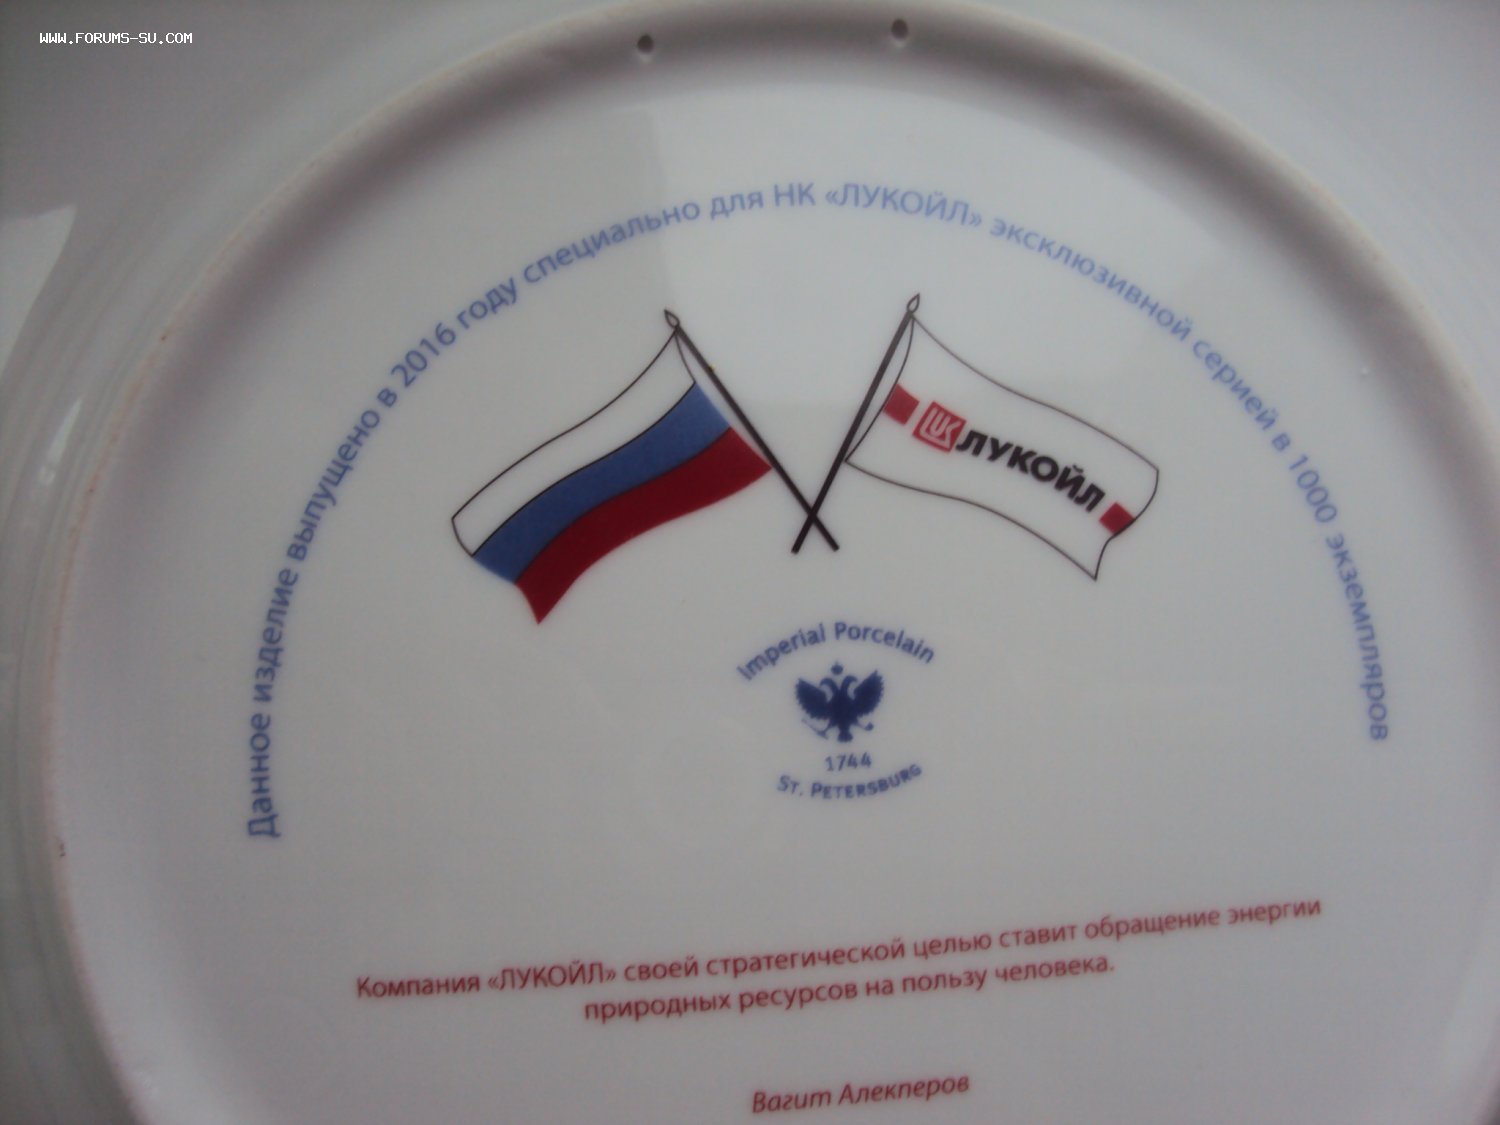 WWW.FORUMS-SU.COM
Данное изделие выпущено в 2016 году специально для НК «ЛУКОЙЛ» эксклюзивной серией в 1000 экземпляров
ЛУКОЙЛ
Imperial Porcelain
1744
ST. PETERSBURG
Компания «ЛУКОЙЛ» своей стратегической целью ставит обращение энергии
природных ресурсов на пользу человека.
Вагит Алекперов